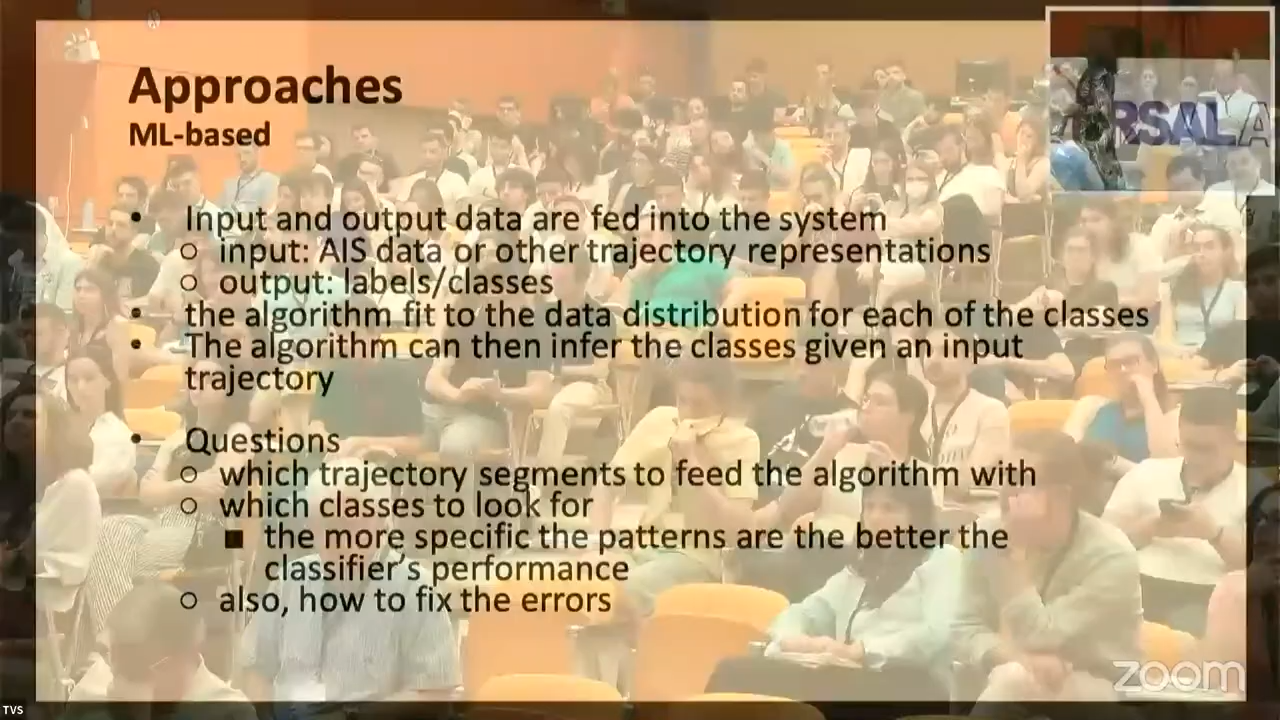 Approaches
ML-based
RSAL A
• Input and output data are fed into the system
○ input: AIS data or other trajectory representations
○ output: labels/classes
• the algorithm fit to the data distribution for each of the classes
• The algorithm can then infer the classes given an input
trajectory
• Questions
○ which trajectory segments to feed the algorithm with
○ which classes to look for
■ the more specific the patterns are the better the
classifier's performance
○ also, how to fix the errors
zoom
TVS